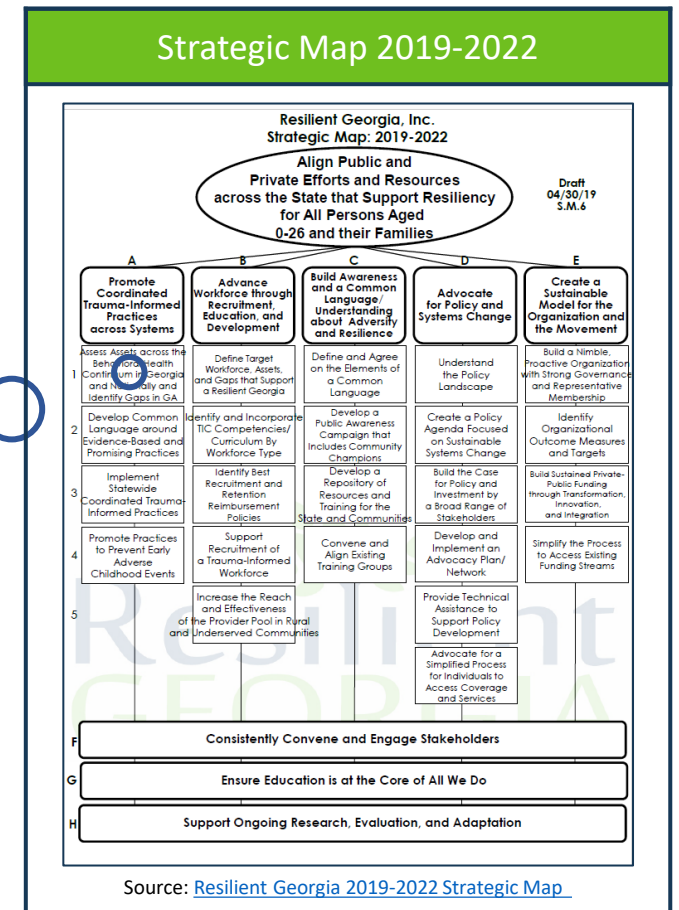 Strategic Map 2019-2022
Resilient Georgia, Inc.
Strategic Map: 2019-2022
Align Public and
Private Efforts and Resources
across the State that Support Resiliency
for All Persons Aged
0-26 and their Families
Draft
04/30/19
S.M.6
A
Promote
Coordinated
Trauma-Informed
Practices
across Systems
B
Advance
Workforce through
Recruitment,
Education, and
Development
C
Build Awareness
and a Common
Language/
Understanding
about Adversity
and Resilience
D
Advocate
for Policy and
Systems Change
E
Create a
Sustainable
Model for the
Organization and
the Movement
1
Assess Assets across the
Behavioral Health
Continuum in Georgia
and Nationally and
Identify Gaps in GA
Define Target
Workforce, Assets,
and Gaps that Support
a Resilient Georgia
Define and Agree
on the Elements of
a Common
Language
Understand
the Policy
Landscape
Build a Nimble,
Proactive Organization
with Strong Governance
and Representative
Membership
2
Develop Common
Language around
Evidence-Based and
Promising Practices
Identify and Incorporate
TIC Competencies/
Curriculum By
Workforce Type
Develop a
Public Awareness
Campaign that
Includes Community
Champions
Create a Policy
Agenda Focused
on Sustainable
Systems Change
Identify
Organizational
Outcome Measures
and Targets
3
Implement
Statewide
Coordinated Trauma-
Informed Practices
Identify Best
Recruitment and
Retention
Reimbursement
Policies
Develop a
Repository of
Resources and
Training for the
State and Communities
Build the Case
for Policy and
Investment by
a Broad Range of
Stakeholders
Build Sustained Private-
Public Funding
through Transformation,
Innovation,
and Integration
4
Promote Practices
to Prevent Early
Adverse
Childhood Events
Support
Recruitment of
a Trauma-Informed
Workforce
Convene and
Align Existing
Training Groups
Develop and
Implement an
Advocacy Plan/
Network
Simplify the Process
to Access Existing
Funding Streams
5
Increase the Reach
and Effectiveness
of the Provider Pool in Rural
and Underserved Communities
Provide Technical
Assistance to
Support Policy
Development
Advocate for a
Simplified Process
for Individuals to
Access Coverage
and Services
Resilient
GEORGIA
F
Consistently Convene and Engage Stakeholders
G
Ensure Education is at the Core of All We Do
H
Support Ongoing Research, Evaluation, and Adaptation
Source: Resilient Georgia 2019-2022 Strategic Map